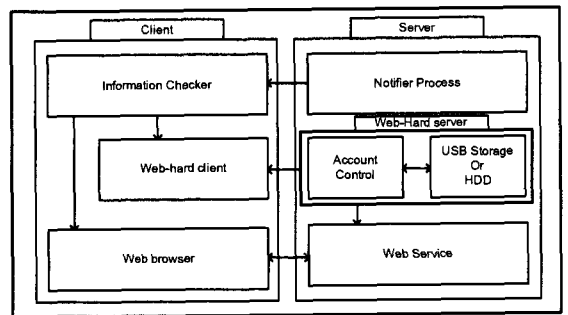 Client
Server
Information Checker
Notifier Process
Web-Hard server
Web-hard client
Account
Control
USB Storage
Or
HDD
Web browser
Web Service